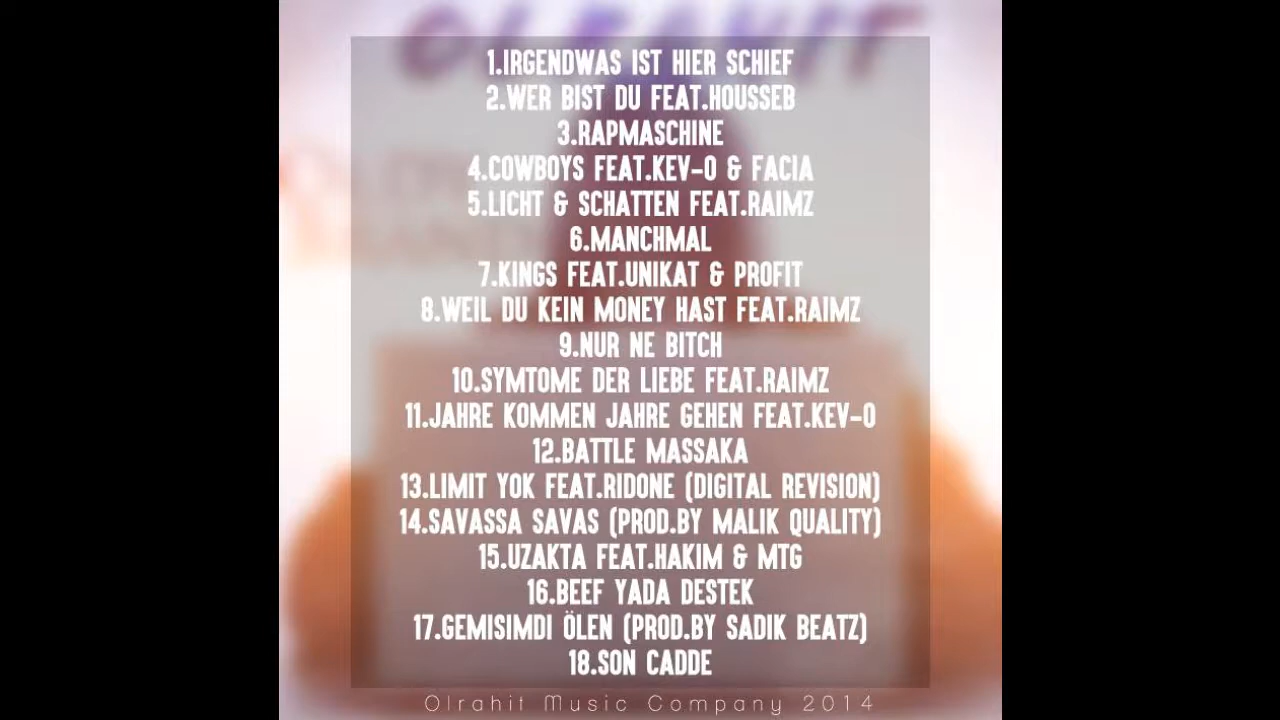 1.IRGENDWAS IST HIER SCHIEF
2.WER BIST DU FEAT.HOUSSEB
3.RAPMASCHINE
4.COWBOYS FEAT.KEV-O & FACIA
5.LICHT & SCHATTEN FEAT.RAIMZ
6.MANCHMAL
7.KINGS FEAT.UNIKAT & PROFIT
8.WEIL DU KEIN MONEY HAST FEAT.RAIMZ
9.NUR NE BITCH
10.SYMTOME DER LIEBE FEAT.RAIMZ
11.JAHRE KOMMEN JAHRE GEHEN FEAT.KEV-O
12.BATTLE MASSAKA
13.LIMIT YOK FEAT.RIDONE (DIGITAL REVISION)
14.SAVASSA SAVAS (PROD.BY MALIK QUALITY)
15.UZAKTA FEAT.HAKIM & MTG
16.BEEF YADA DESTEK
17.GEMISIMDI ÖLEN (PROD.BY SADIK BEATZ)
18.SON CADDE
Olrahit Music Company 2014